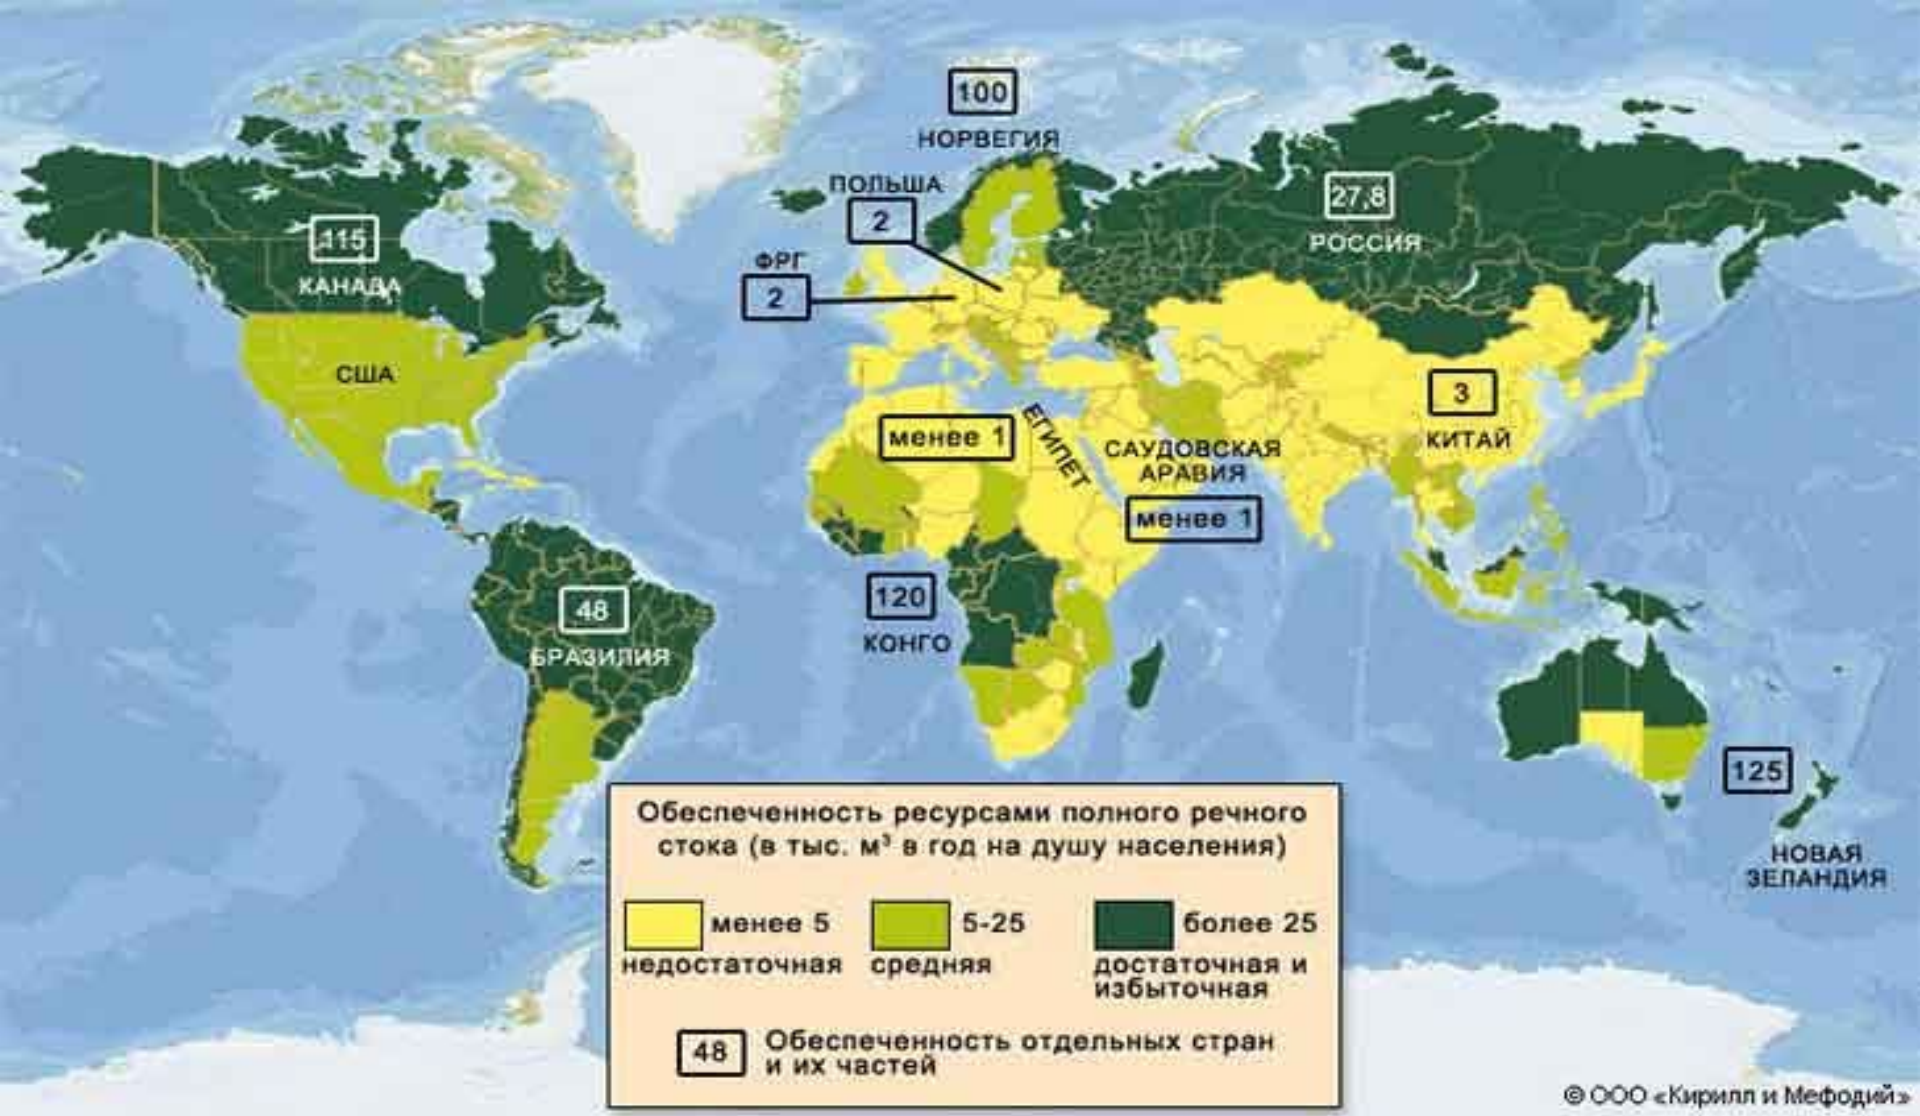 100
НОРВЕГИЯ
ПОЛЬША
2
27,8
РОССИЯ
115
КАНАДА
ФРГ
2
США
3
КИТАЙ
менее 1
ЕГИПЕТ
САУДОВСКАЯ
АРАВИЯ
менее 1
120
КОНГО
48
БРАЗИЛИЯ
125
НОВАЯ
ЗЕЛАНДИЯ
Обеспеченность ресурсами полного речного
стока (в тыс. м³ в год на душу населения)
менее 5
недостаточная
5-25
средняя
более 25
достаточная и
избыточная
48
Обеспеченность отдельных стран
и их частей
© ООО «Кирилл и Мефодий»